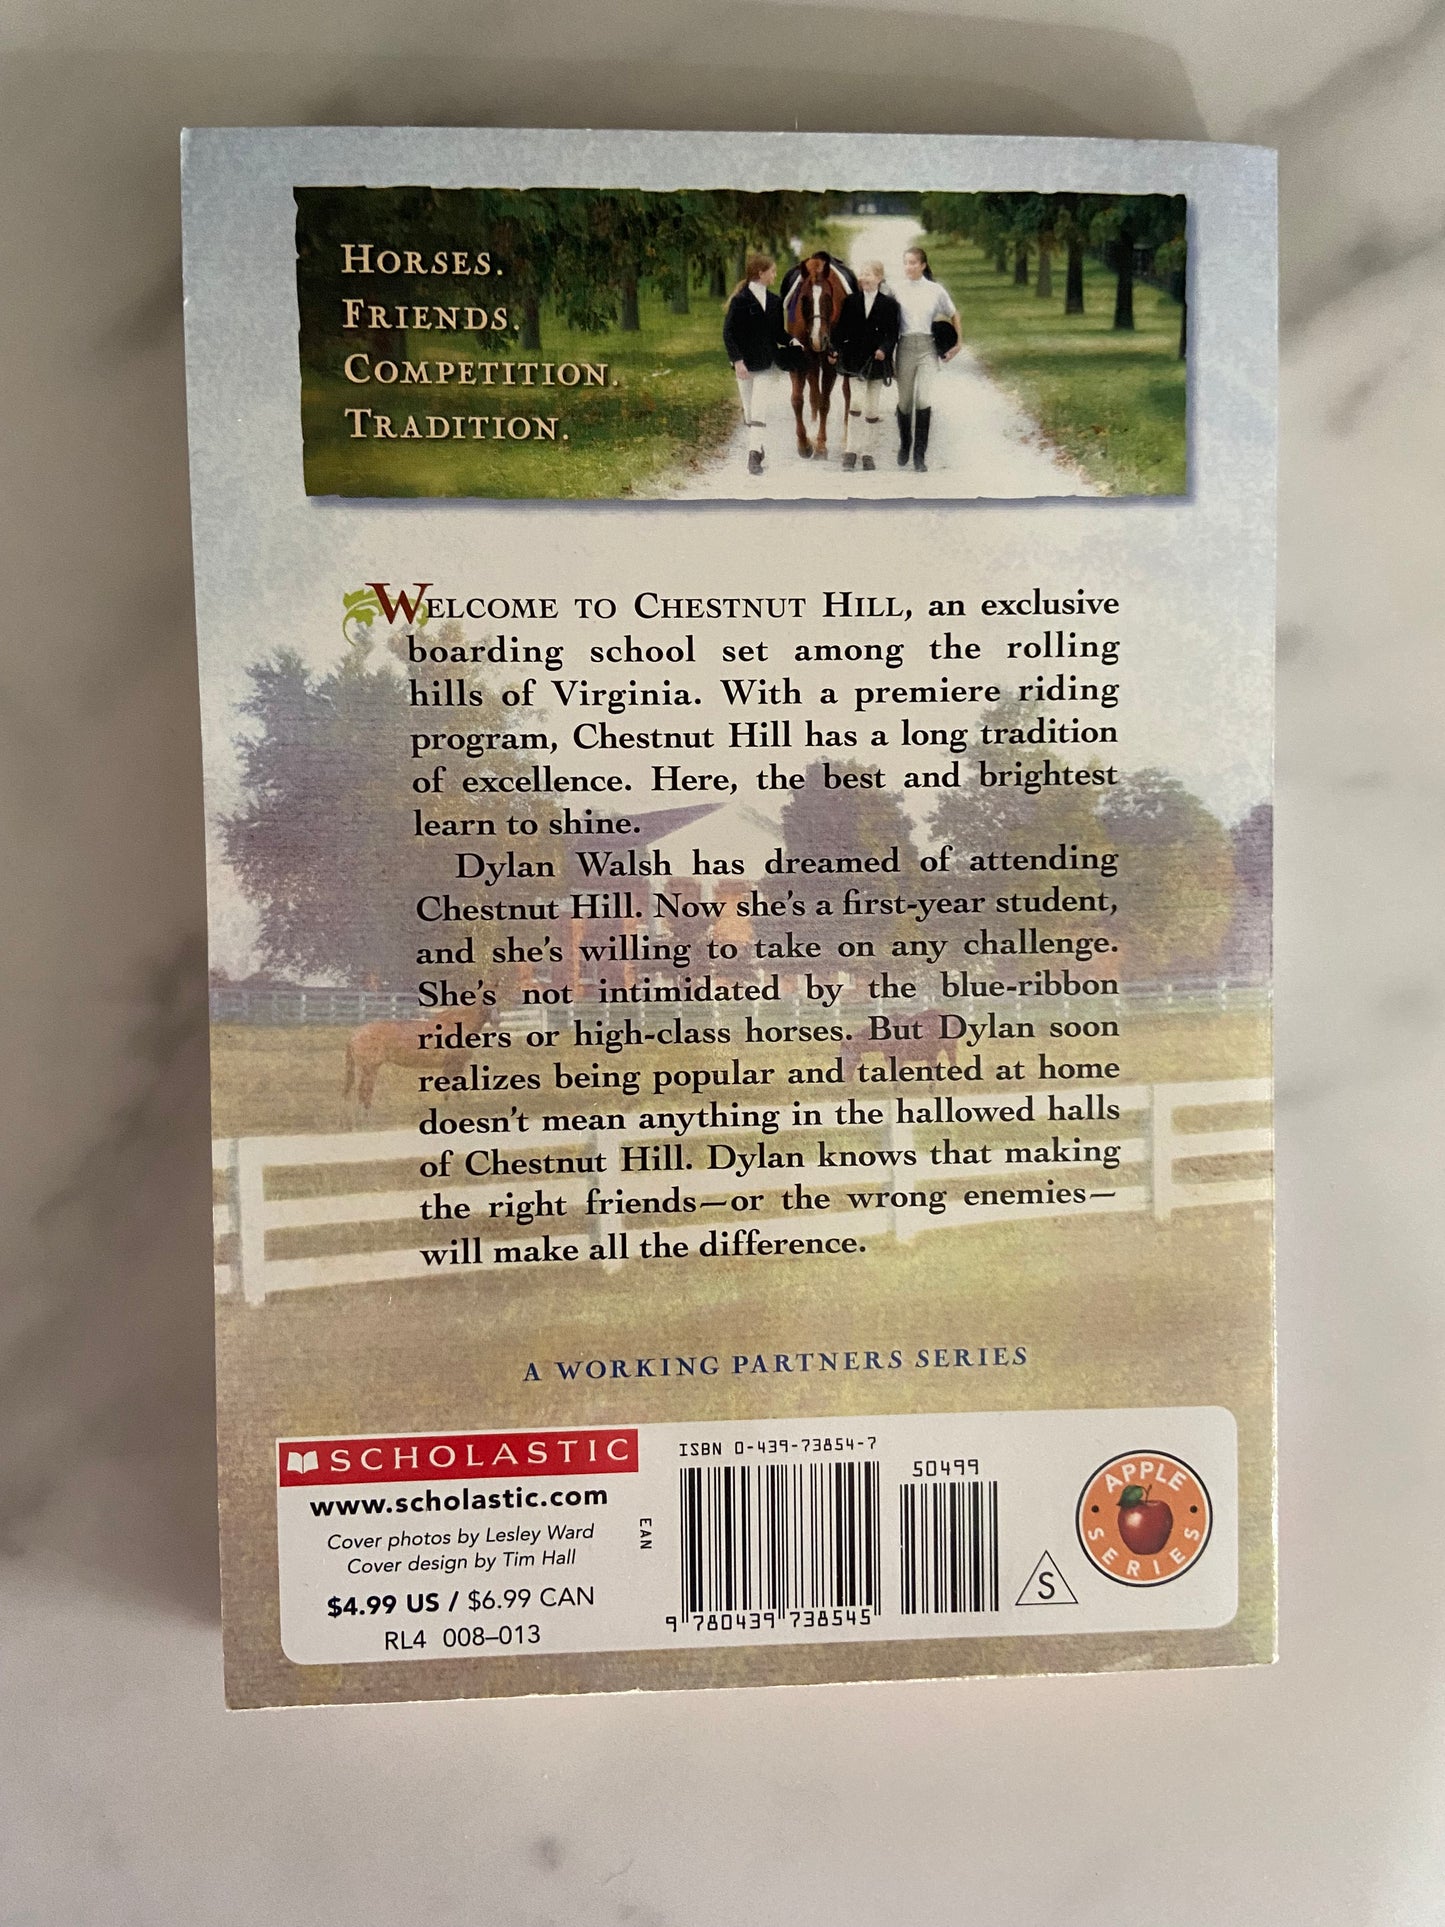 HORSES.
FRIENDS.
COMPETITION.
TRADITION.
WELCOME TO CHESTNUT HILL, an exclusive
boarding school set among the rolling
hills of Virginia. With a premiere riding
program, Chestnut Hill has a long tradition
of excellence. Here, the best and brightest
learn to shine.
Dylan Walsh has dreamed of attending
Chestnut Hill. Now she's a first-year student,
and she's willing to take on any challenge.
She's not intimidated by the blue-ribbon
riders or high-class horses. But Dylan soon
realizes being popular and talented at home
doesn't mean anything in the hallowed halls
of Chestnut Hill. Dylan knows that making
the right friends—or the wrong enemies—
will make all the difference.
A WORKING PARTNERS SERIES
SCHOLASTIC
www.scholastic.com
Cover photos by Lesley Ward
Cover design by Tim Hall
$4.99 US / $6.99 CAN
RL4 008–013
EAN
ISBN 0-439-73854-7
50499
9 780439 738545
S
APPLE
SERIES